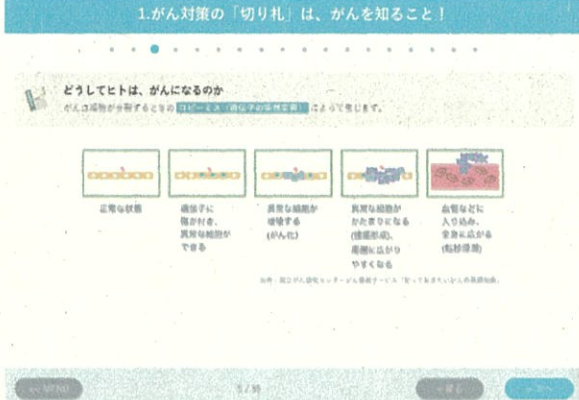 1.がん対策の「切り札」は、がんを知ること！
どうしてヒトは、がんになるのか
がんは細胞が分裂するときのコピーミス（遺伝子の突然変異）によって生じます。
正常な状態
遺伝子に
傷が付き、
異常な細胞が
できる
異常な細胞が
増殖する
(がん化)
異常な細胞が
かたまりになる
(腫瘍形成)、
周囲に広がり
やすくなる
血管などに
入り込み、
全身に広がる
(転移浸潤)